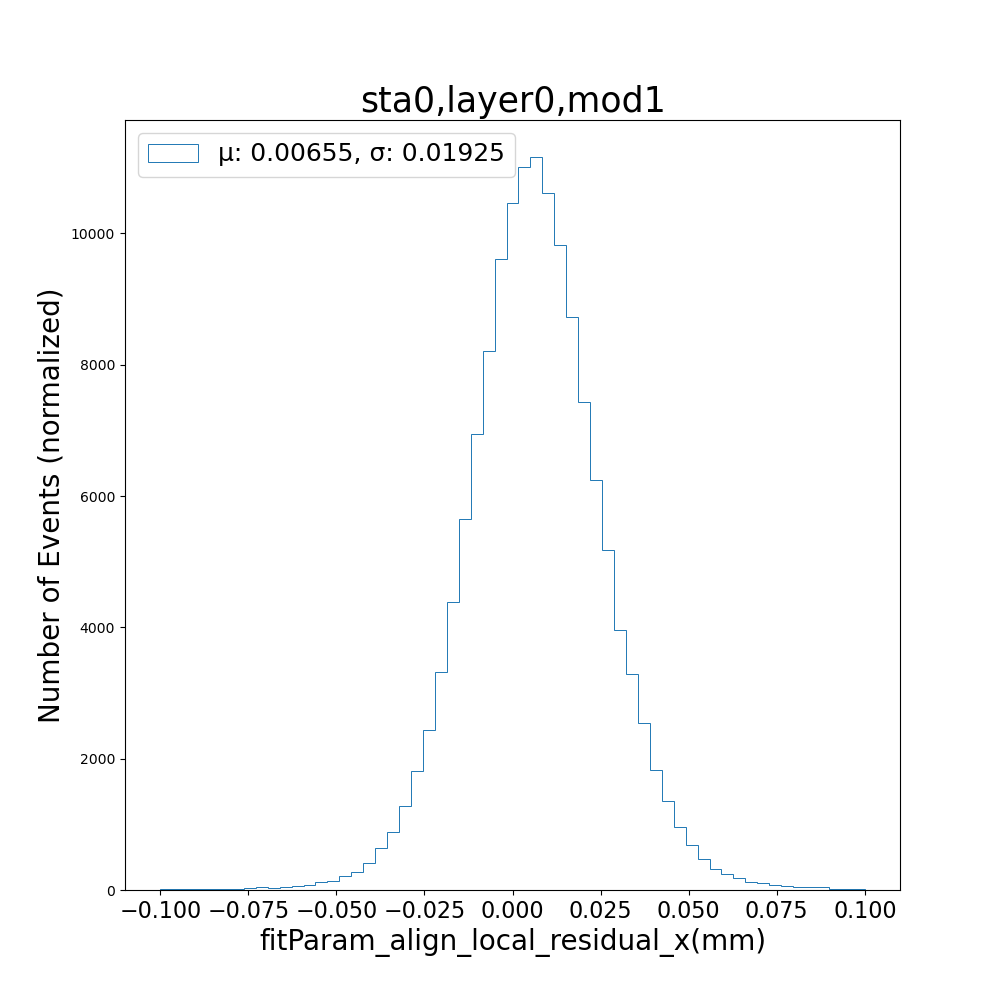 sta0,layer0,mod1
μ: 0.00655, σ: 0.01925
Number of Events (normalized)
10000
8000
6000
4000
2000
0
−0.100 −0.075 −0.050 −0.025 0.000 0.025 0.050 0.075 0.100
fitParam_align_local_residual_x(mm)